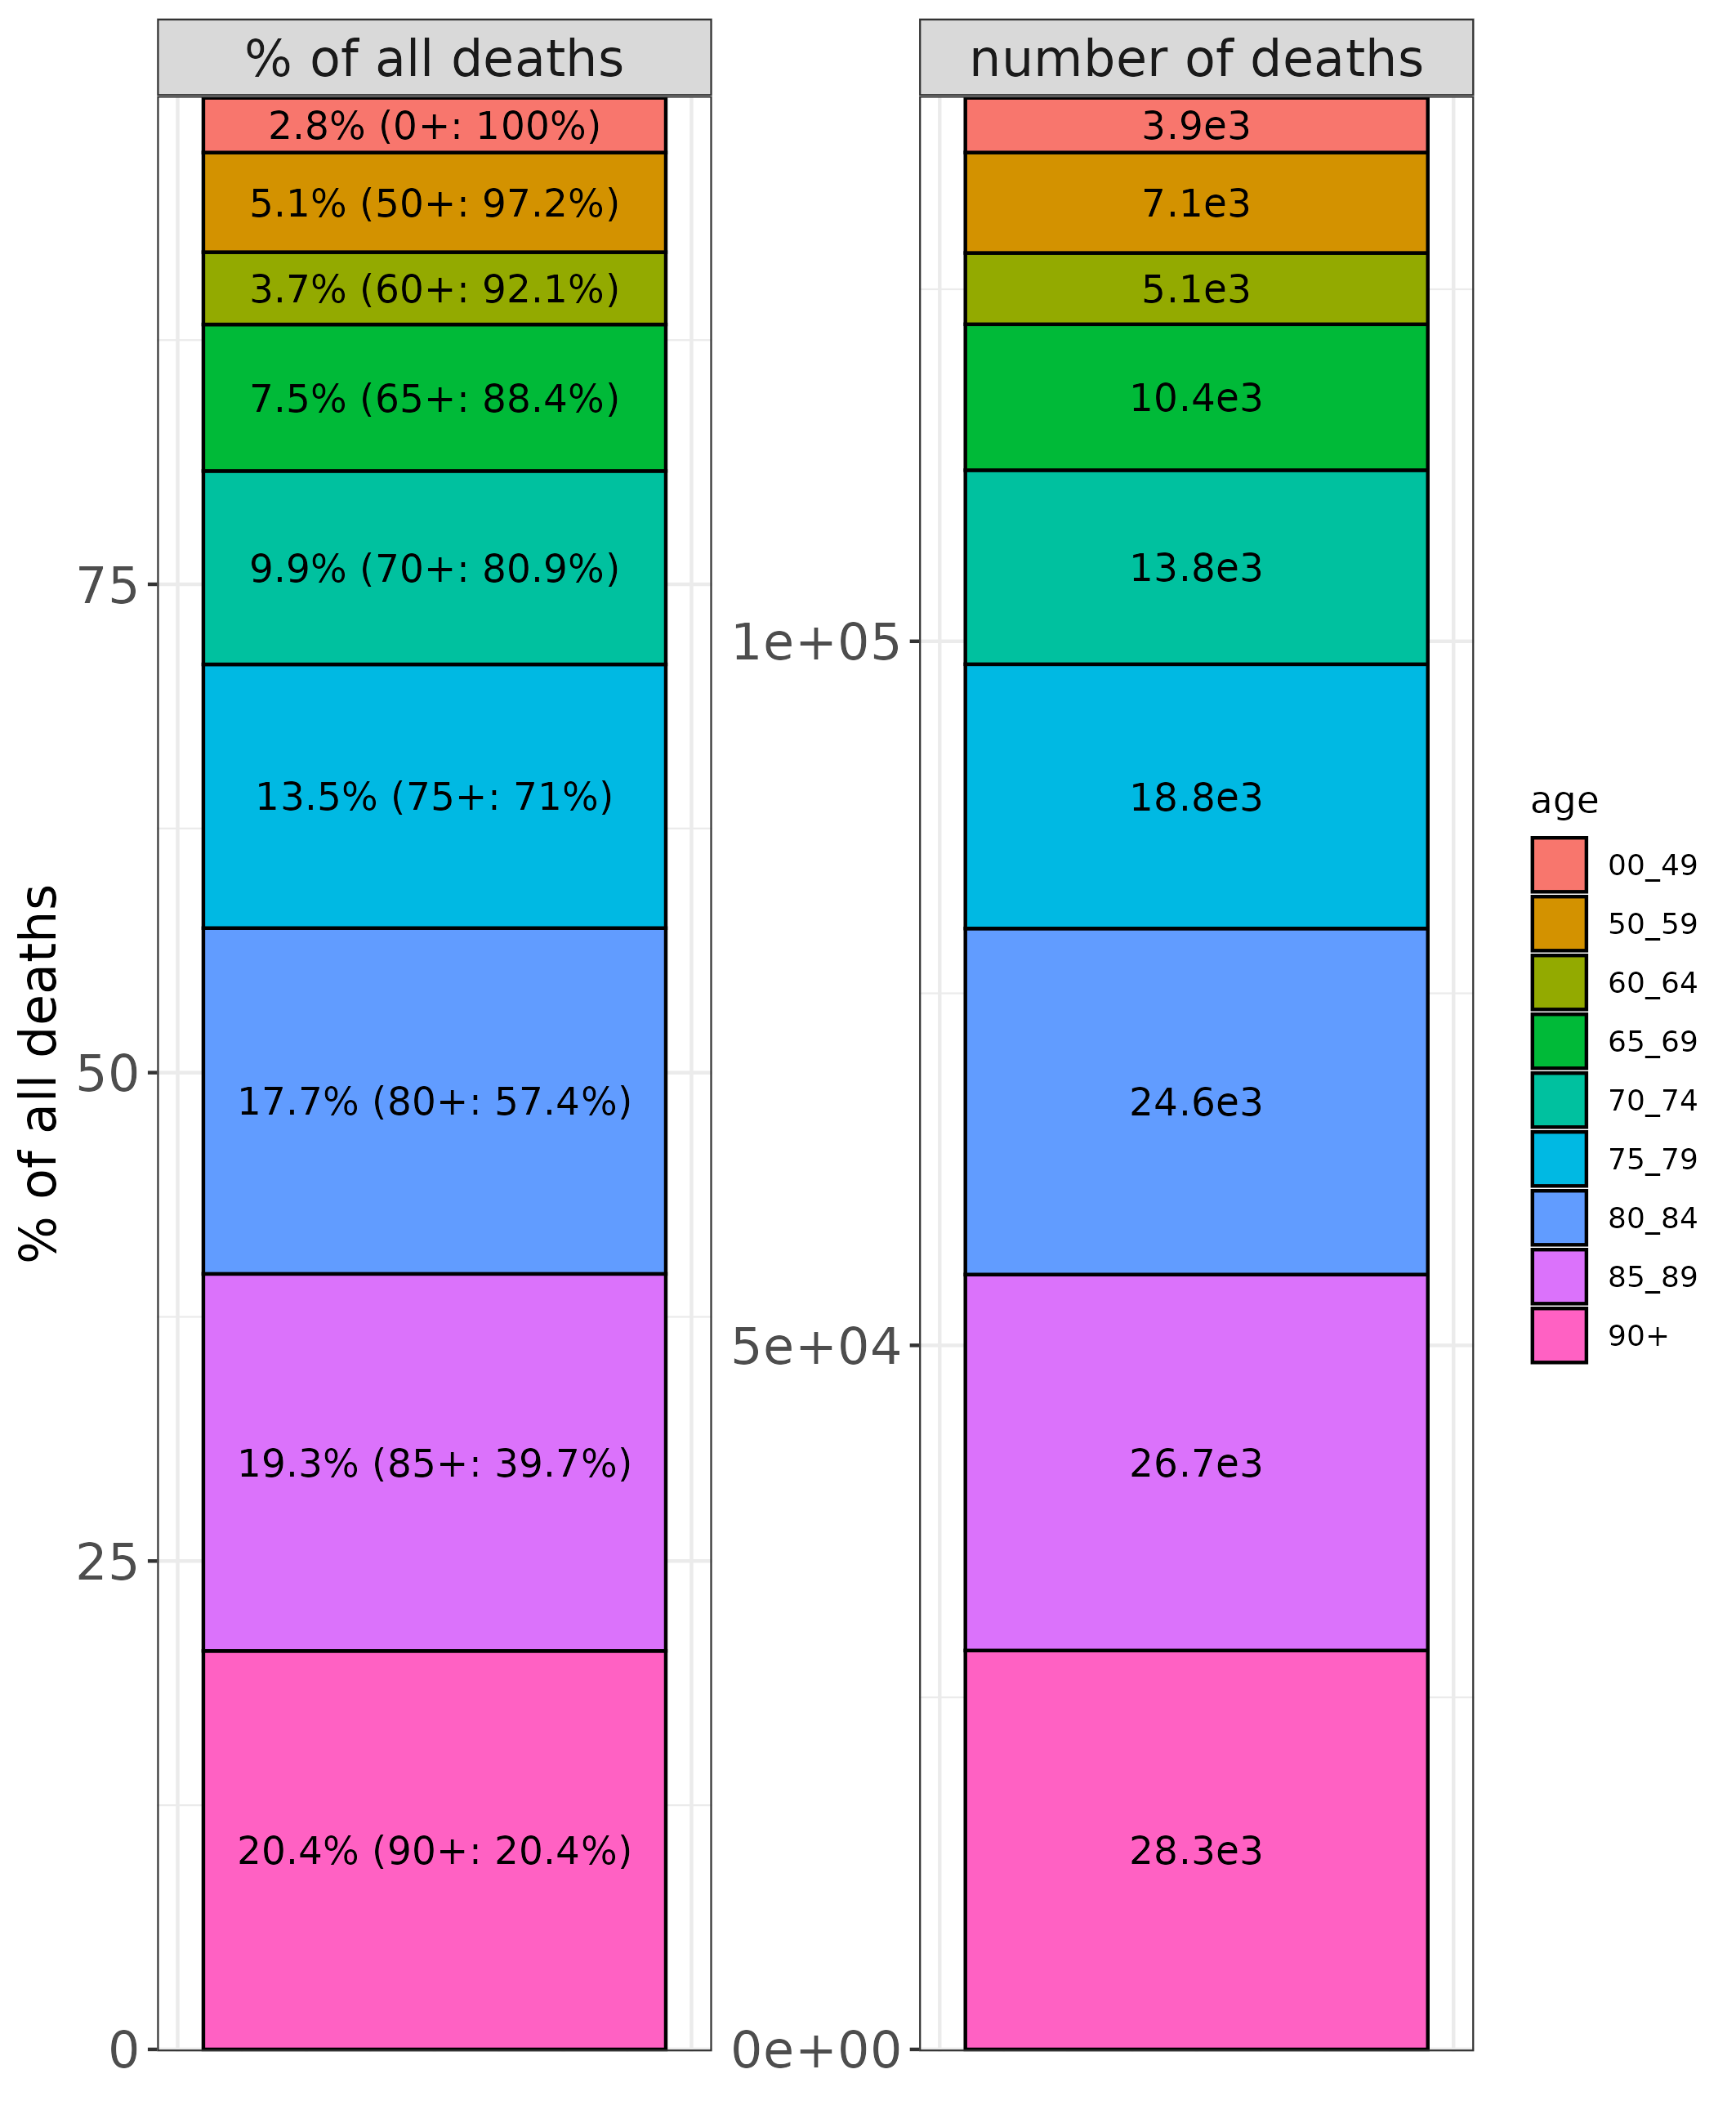 % of all deaths
number of deaths
2.8% (0+: 100%)
5.1% (50+: 97.2%)
3.7% (60+: 92.1%)
7.5% (65+: 88.4%)
9.9% (70+: 80.9%)
13.5% (75+: 71%)
17.7% (80+: 57.4%)
19.3% (85+: 39.7%)
20.4% (90+: 20.4%)
3.9e3
7.1e3
5.1e3
10.4e3
13.8e3
18.8e3
24.6e3
26.7e3
28.3e3
% of all deaths
75
50
25
0
1e+05
5e+04
0e+00
age
00_49
50_59
60_64
65_69
70_74
75_79
80_84
85_89
90+